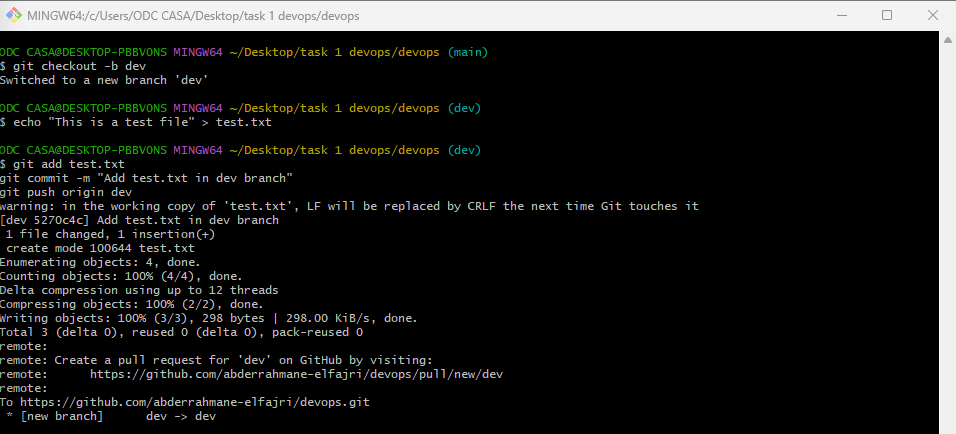 MINGW64:/c/Users/ODC CASA/Desktop/task 1 devops/devops
ODC CASA@DESKTOP-PBBVONS MINGW64 ~/Desktop/task 1 devops/devops (main)
$ git checkout -b dev
Switched to a new branch 'dev'
ODC CASA@DESKTOP-PBBVONS MINGW64 ~/Desktop/task 1 devops/devops (dev)
$ echo "This is a test file" > test.txt
ODC CASA@DESKTOP-PBBVONS MINGW64 ~/Desktop/task 1 devops/devops (dev)
$ git add test.txt
git commit -m "Add test.txt in dev branch"
git push origin dev
warning: in the working copy of 'test.txt', LF will be replaced by CRLF the next time Git touches it
[dev 5270c4c] Add test.txt in dev branch
 1 file changed, 1 insertion(+)
 create mode 100644 test.txt
Enumerating objects: 4, done.
Counting objects: 100% (4/4), done.
Delta compression using up to 12 threads
Compressing objects: 100% (2/2), done.
Writing objects: 100% (3/3), 298 bytes | 298.00 KiB/s, done.
Total 3 (delta 0), reused 0 (delta 0), pack-reused 0
remote:
remote: Create a pull request for 'dev' on GitHub by visiting:
remote:      https://github.com/abderrahmane-elfajri/devops/pull/new/dev
remote:
To https://github.com/abderrahmane-elfajri/devops.git
 * [new branch]      dev -> dev